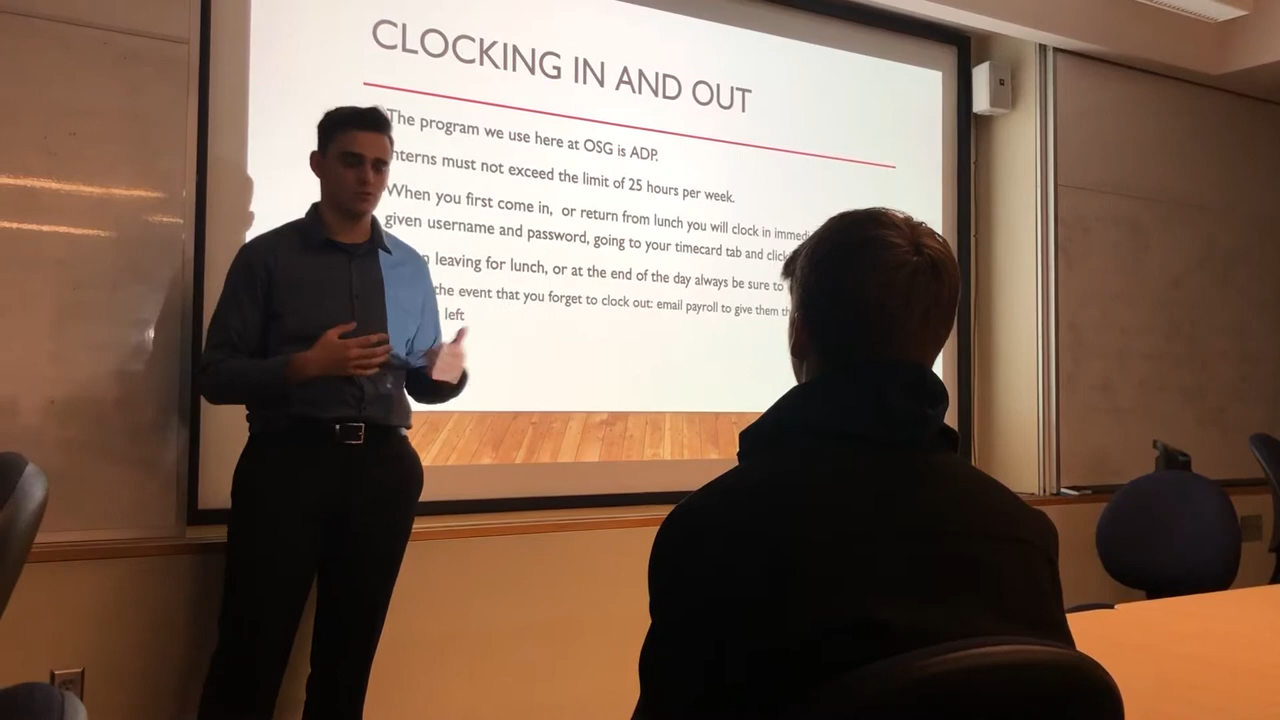 CLOCKING IN AND OUT
The program we use here at OSG is ADP.
nterns must not exceed the limit of 25 hours per week.
When you first come in, or return from lunch you will clock in immedi
given username and password, going to your timecard tab and click
leaving for lunch, or at the end of the day always be sure to
the event that you forget to clock out: email payroll to give them th
left